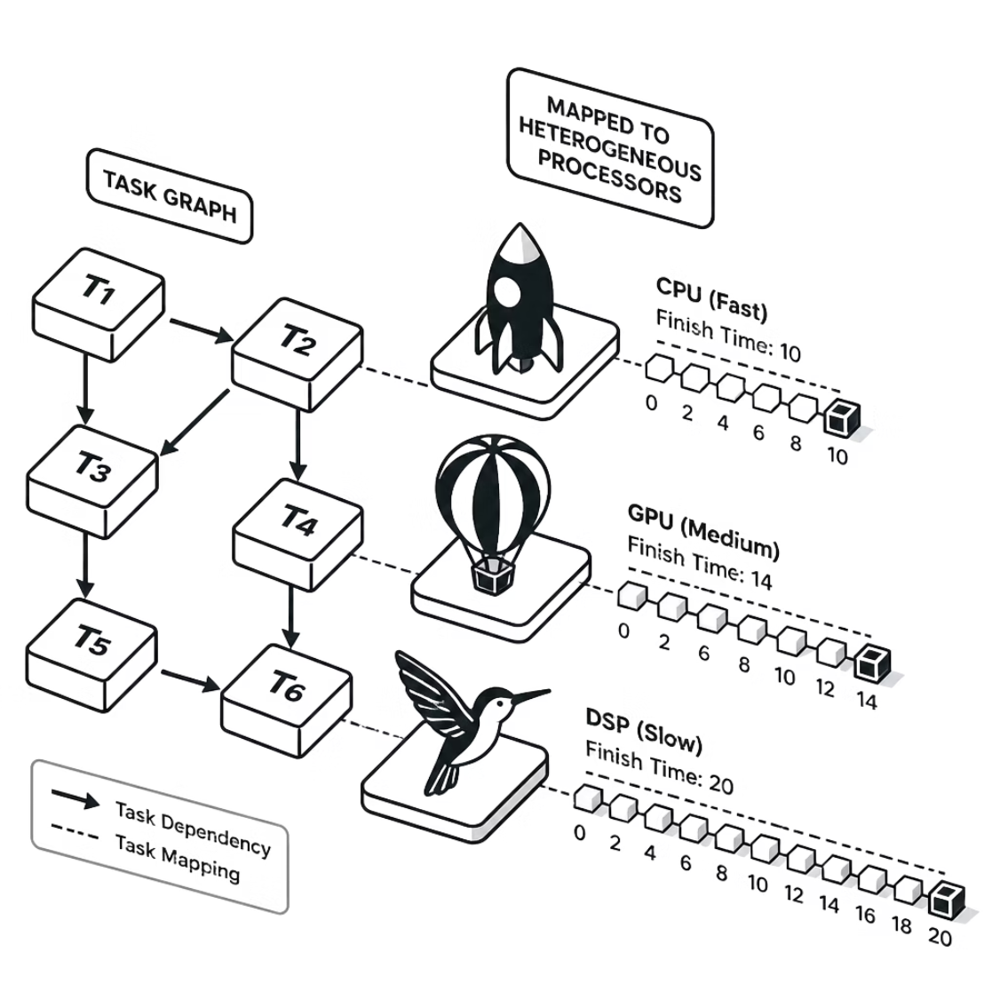 MAPPED TO
HETEROGENEOUS
PROCESSORS
TASK GRAPH
T1
T2
T3
T4
T5
T6
CPU (Fast)
Finish Time: 10
0 2 4 6 8 10
GPU (Medium)
Finish Time: 14
0 2 6 8 10 12 14
DSP (Slow)
Finish Time: 20
0 2 4 6 8 10 12 14 16 18 20
Task Dependency
Task Mapping